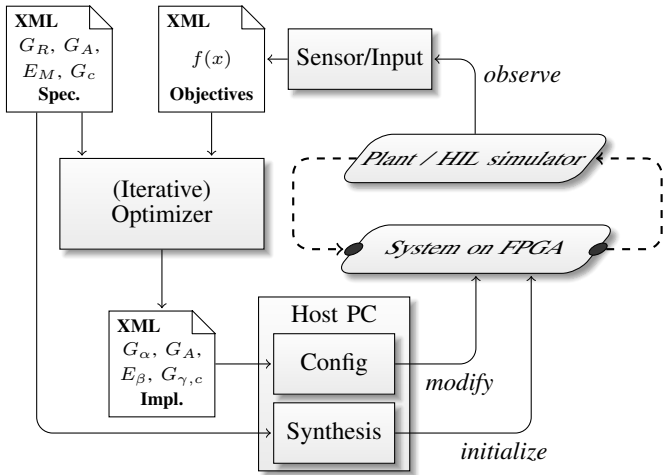 XML
G_R, G_A,
E_M, G_c
Spec.
XML
f(x)
Objectives
Sensor/Input
observe
Plant / HIL simulator
(Iterative)
Optimizer
System on FPGA
XML
G_α, G_A,
E_β, G_γ,c
Impl.
Host PC
Config
modify
Synthesis
initialize